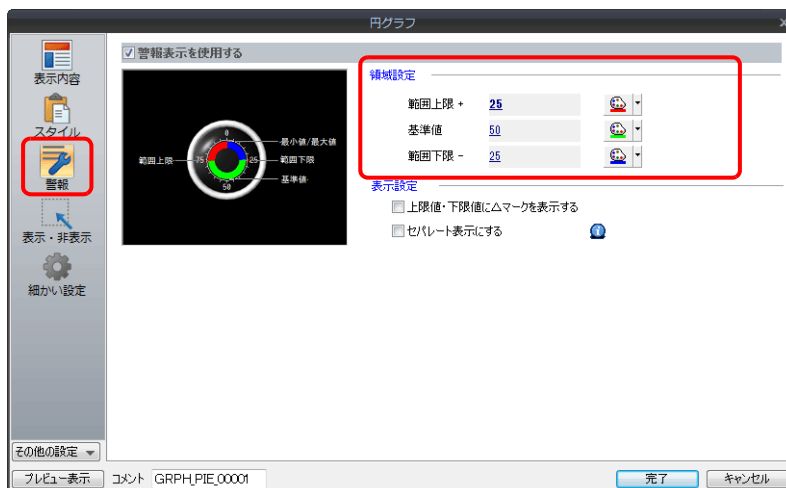 円グラフ
表示内容
スタイル
警報
表示・非表示
細かい設定
その他の設定
警報表示を使用する
0
25
50
75
最小値/最大値
範囲上限
範囲下限
基準値
領域設定
範囲上限 + 25
基準値 50
範囲下限 - 25
表示設定
上限値・下限値に△マークを表示する
セパレート表示にする
プレビュー表示 コメント GRPH_PIE_00001 完了 キャンセル